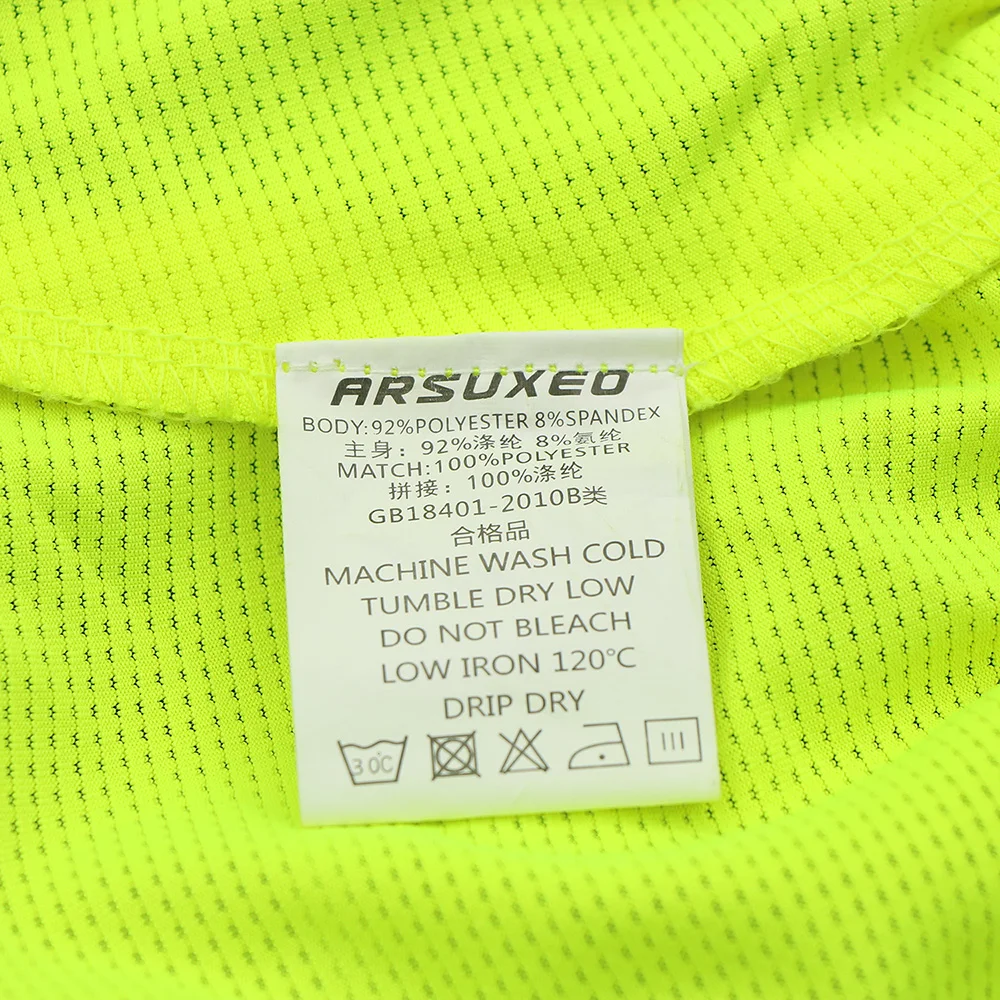 ARSUXEO
BODY:92%POLYESTER 8%SPANDEX
主身：92%涤纶 8%氨纶
MATCH:100%POLYESTER
拼接：100%涤纶
GB18401-2010B类
合格品
MACHINE WASH COLD
TUMBLE DRY LOW
DO NOT BLEACH
LOW IRON 120°C
DRIP DRY
30°C